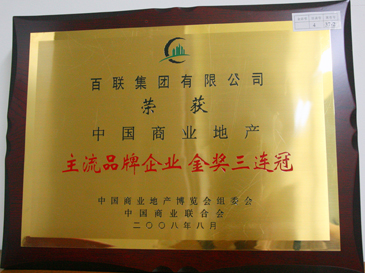 百联集团有限公司
荣获
中国商业地产
主流品牌企业 金奖三连冠
中国商业地产博览会组委会
中国商业联合会
二〇〇八年八月